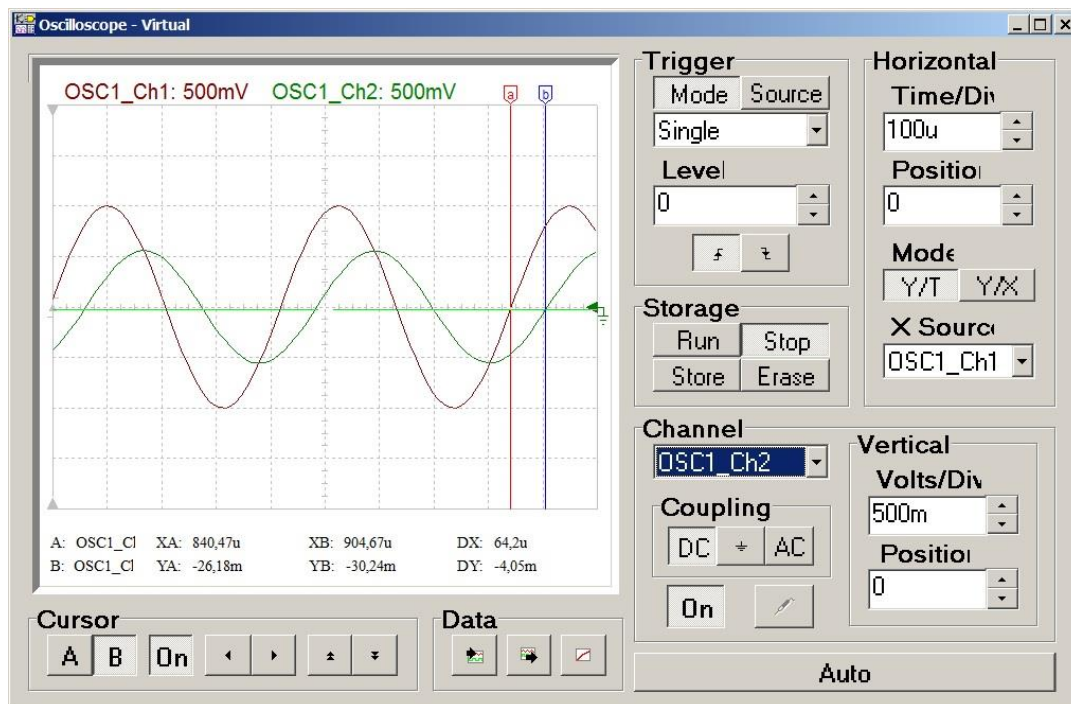 Oscilloscope - Virtual
OSC1_Ch1: 500mV OSC1_Ch2: 500mV
a b
A: OSC1_Cl XA: 840,47u XB: 904,67u DX: 64,2u
B: OSC1_Cl YA: -26,18m YB: -30,24m DY: -4,05m
Cursor
A B On
Data
Trigger
Mode Source
Single
Level
0
Storage
Run Stop
Store Erase
Horizontal
Time/Div
100u
Position
0
Mode
Y/T Y/X
X Source
OSC1_Ch1
Channel
OSC1_Ch2
Coupling
DC AC
On
Vertical
Volts/Div
500m
Position
0
Auto